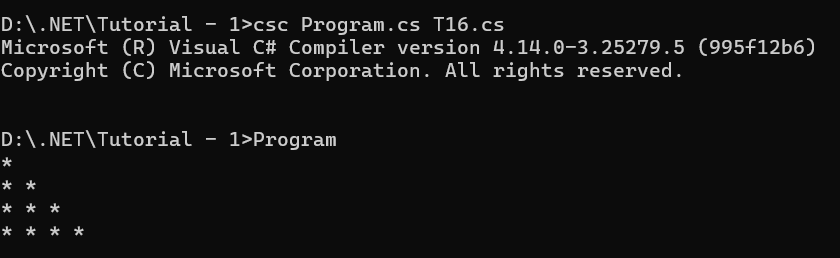 D:\.NET\Tutorial - 1>csc Program.cs T16.cs
Microsoft (R) Visual C# Compiler version 4.14.0-3.25279.5 (995f12b6)
Copyright (C) Microsoft Corporation. All rights reserved.
D:\.NET\Tutorial - 1>Program
*
* *
* * *
* * * *